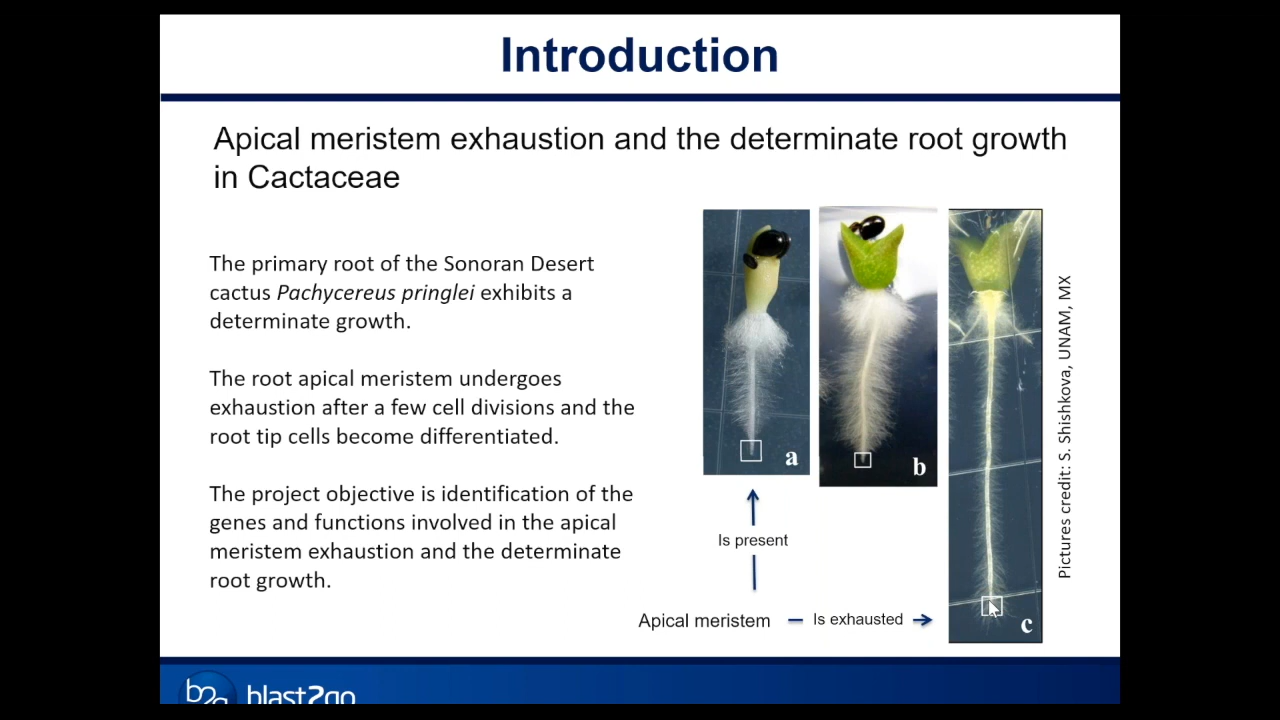 Introduction
Apical meristem exhaustion and the determinate root growth
in Cactaceae
The primary root of the Sonoran Desert
cactus Pachycereus pringlei exhibits a
determinate growth.
The root apical meristem undergoes
exhaustion after a few cell divisions and the
root tip cells become differentiated.
The project objective is identification of the
genes and functions involved in the apical
meristem exhaustion and the determinate
root growth.
a
b
c
Is present
Apical meristem
Is exhausted
Pictures credit: S. Shishkova, UNAM, MX
b2g
blast2go